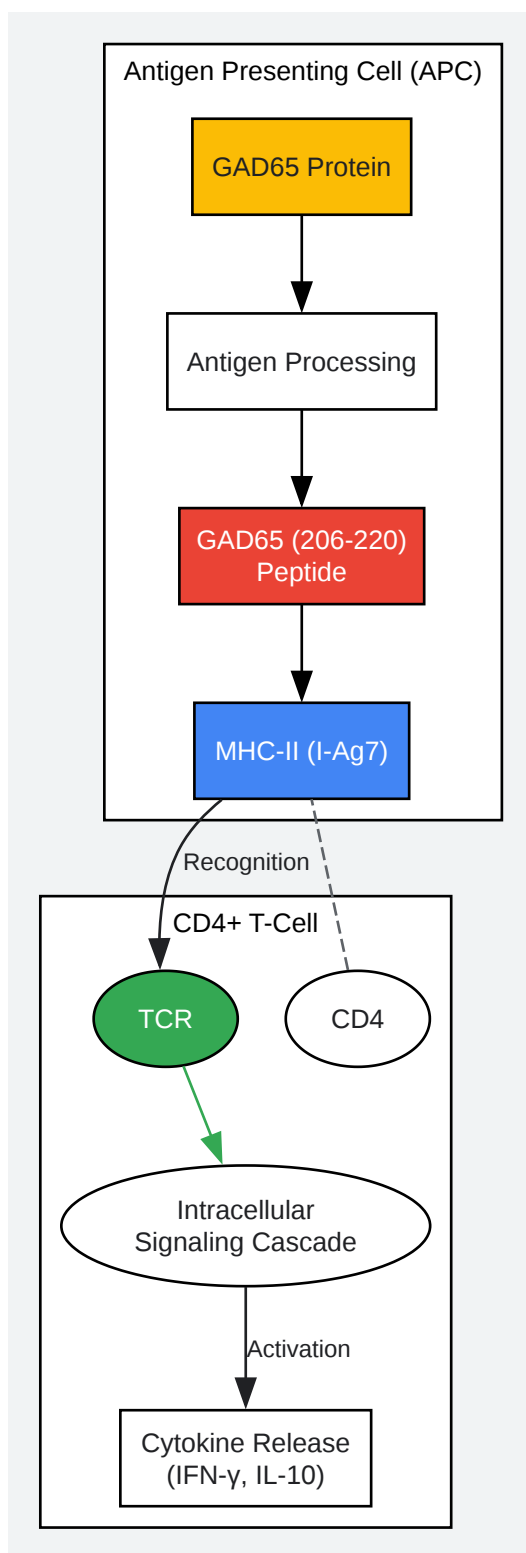 Antigen Presenting Cell (APC)
GAD65 Protein
Antigen Processing
GAD65 (206-220)
Peptide
MHC-II (I-Ag7)
Recognition
CD4+ T-Cell
TCR
CD4
Intracellular
Signaling Cascade
Activation
Cytokine Release
(IFN-γ, IL-10)